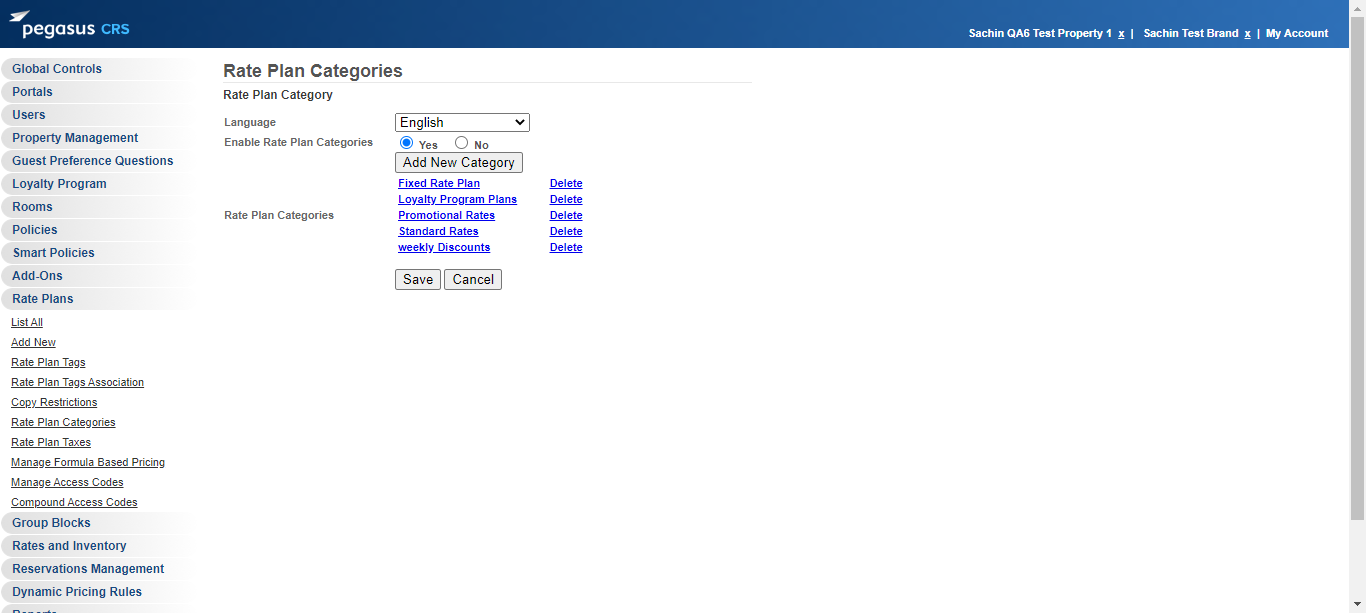 pegasus CRS
Sachin QA6 Test Property 1 x | Sachin Test Brand x | My Account
Global Controls
Portals
Users
Property Management
Guest Preference Questions
Loyalty Program
Rooms
Policies
Smart Policies
Add-Ons
Rate Plans
List All
Add New
Rate Plan Tags
Rate Plan Tags Association
Copy Restrictions
Rate Plan Categories
Rate Plan Taxes
Manage Formula Based Pricing
Manage Access Codes
Compound Access Codes
Group Blocks
Rates and Inventory
Reservations Management
Dynamic Pricing Rules
Reports
Rate Plan Categories
Rate Plan Category
Language English
Enable Rate Plan Categories Yes No
Add New Category
Fixed Rate Plan Delete
Loyalty Program Plans Delete
Rate Plan Categories Promotional Rates Delete
Standard Rates Delete
weekly Discounts Delete
Save Cancel